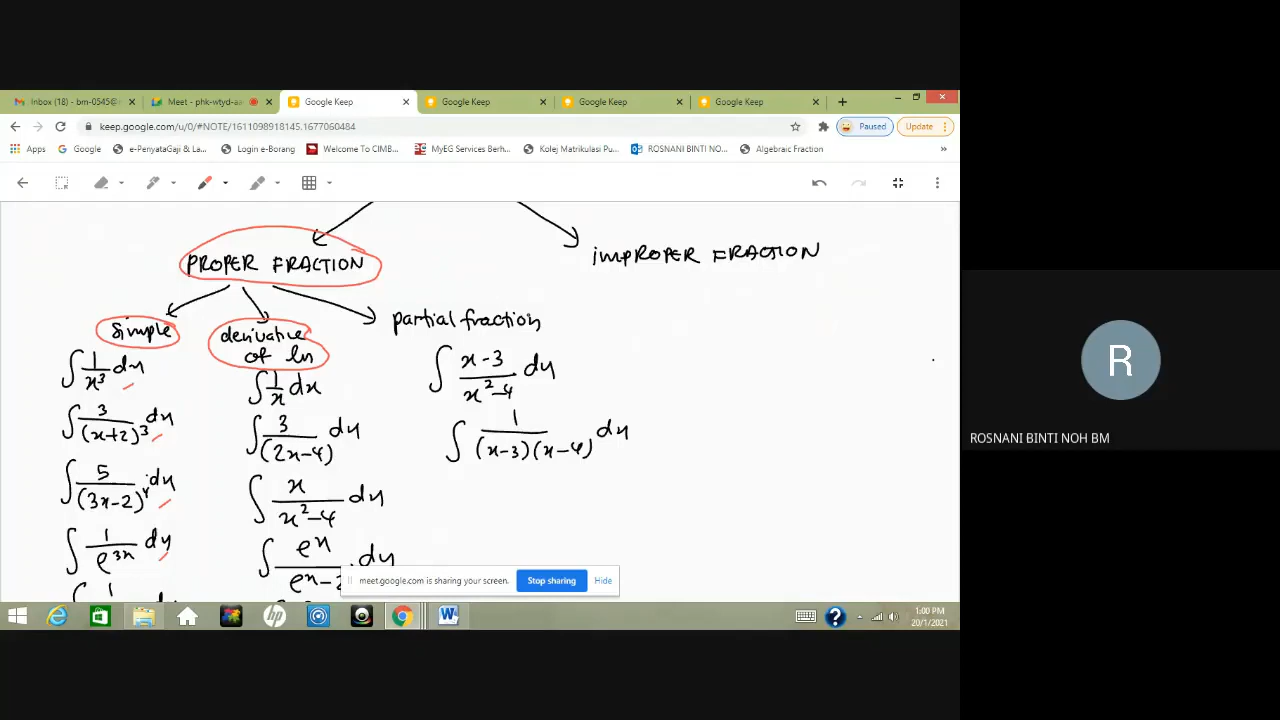 Inbox (18) - bm-0545@
Meet - phk-wtyd-aa
Google Keep
Google Keep
Google Keep
Google Keep
keep.google.com/u/0/#NOTE/1611098918145.1677060484
Paused
Update
Apps
Google
e-PenyataGaji & La...
Login e-Borang
Welcome To CIMB...
MyEG Services Berh...
Kolej Matrikulasi Pu...
ROSNANI BINTI NO...
Algebraic Fraction
»
PROPER FRACTION
IMPROPER FRACTION
Simple
derivative
of ln
partial fraction
∫ 1/x³ dx
∫ 3/(x+2)³ dx
∫ 5/(3x-2)⁴ dx
∫ 1/e^{3x} dx
∫ 1/x dx
∫ 3/(2x-4) dx
∫ x/(x²-4) dx
∫ x-3/(x²-4) dx
∫ 1/((x-3)(x-4)) dx
meet.google.com is sharing your screen.
Stop sharing
Hide
1:00 PM
20/1/2021
R
ROSNANI BINTI NOH BM